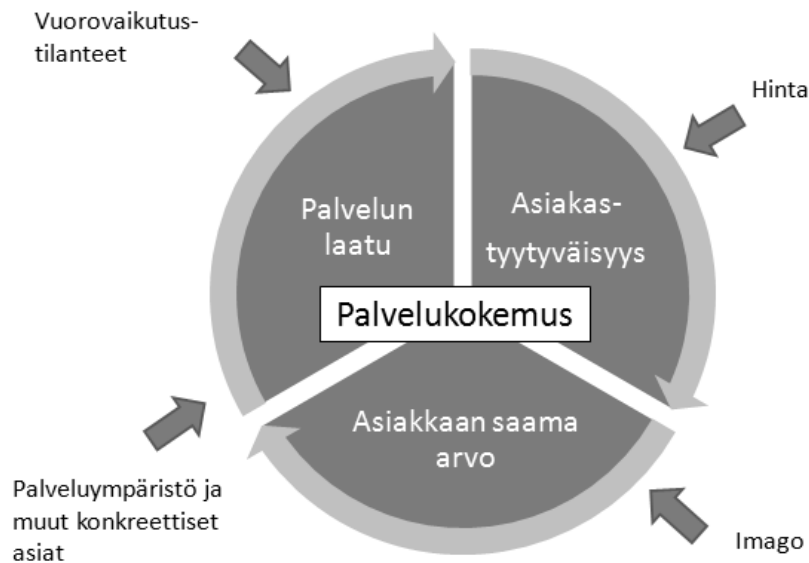 Vuorovaikutus-
tilanteet
Hinta
Palvelun
laatu
Asiakas-
tyytyväisyys
Palvelukokemus
Asiakkaan saama
arvo
Palveluympäristö ja
muut konkreettiset
asiat
Imago